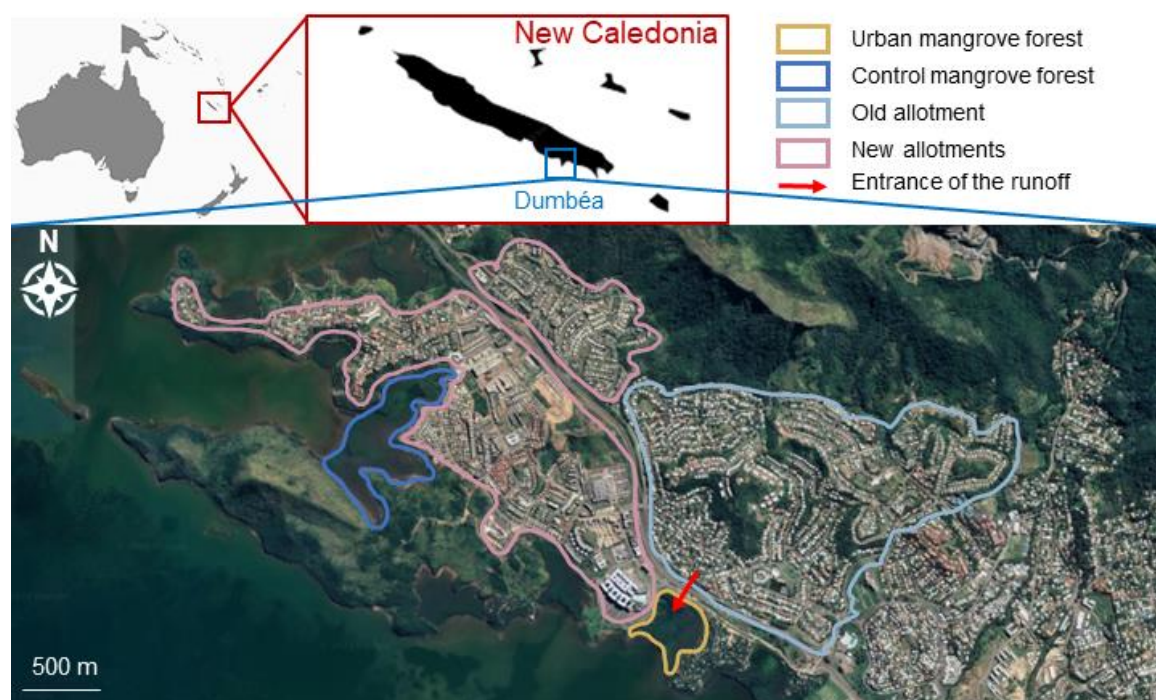 New Caledonia
Dumbéa
Urban mangrove forest
Control mangrove forest
Old allotment
New allotments
Entrance of the runoff
N
500 m